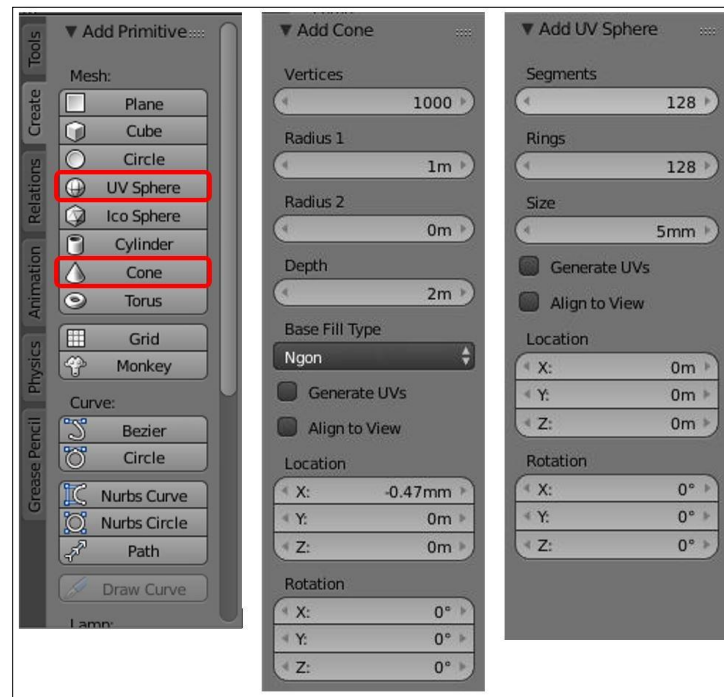 Tools
Create
Relations
Animation
Physics
Grease Pencil
Add Primitive
Mesh:
Plane
Cube
Circle
UV Sphere
Ico Sphere
Cylinder
Cone
Torus
Grid
Monkey
Curve:
Bezier
Circle
Nurbs Curve
Nurbs Circle
Path
Draw Curve
Lamp:
Add Cone
Vertices
1000
Radius 1
1m
Radius 2
0m
Depth
2m
Base Fill Type
Ngon
Generate UVs
Align to View
Location
X: -0.47mm
Y: 0m
Z: 0m
Rotation
X: 0°
Y: 0°
Z: 0°
Add UV Sphere
Segments
128
Rings
128
Size
5mm
Generate UVs
Align to View
Location
X: 0m
Y: 0m
Z: 0m
Rotation
X: 0°
Y: 0°
Z: 0°